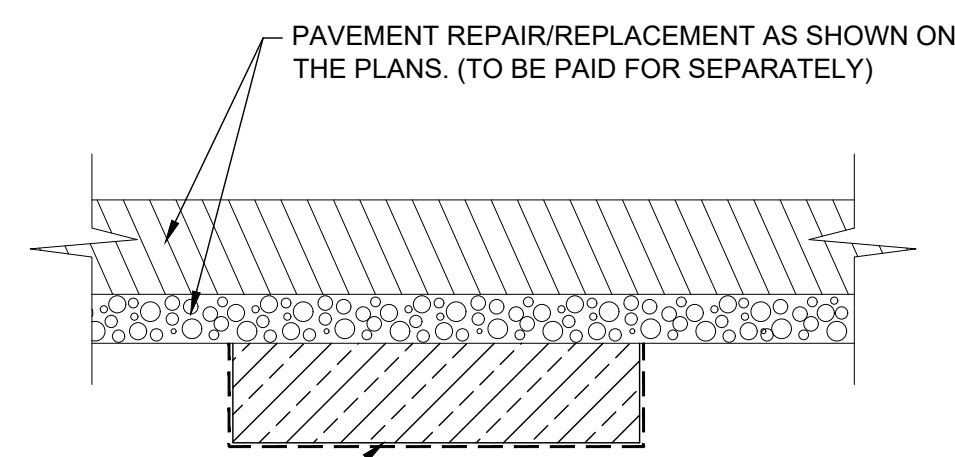 PAVEMENT REPAIR/REPLACEMENT AS SHOWN ON
THE PLANS. (TO BE PAID FOR SEPARATELY)